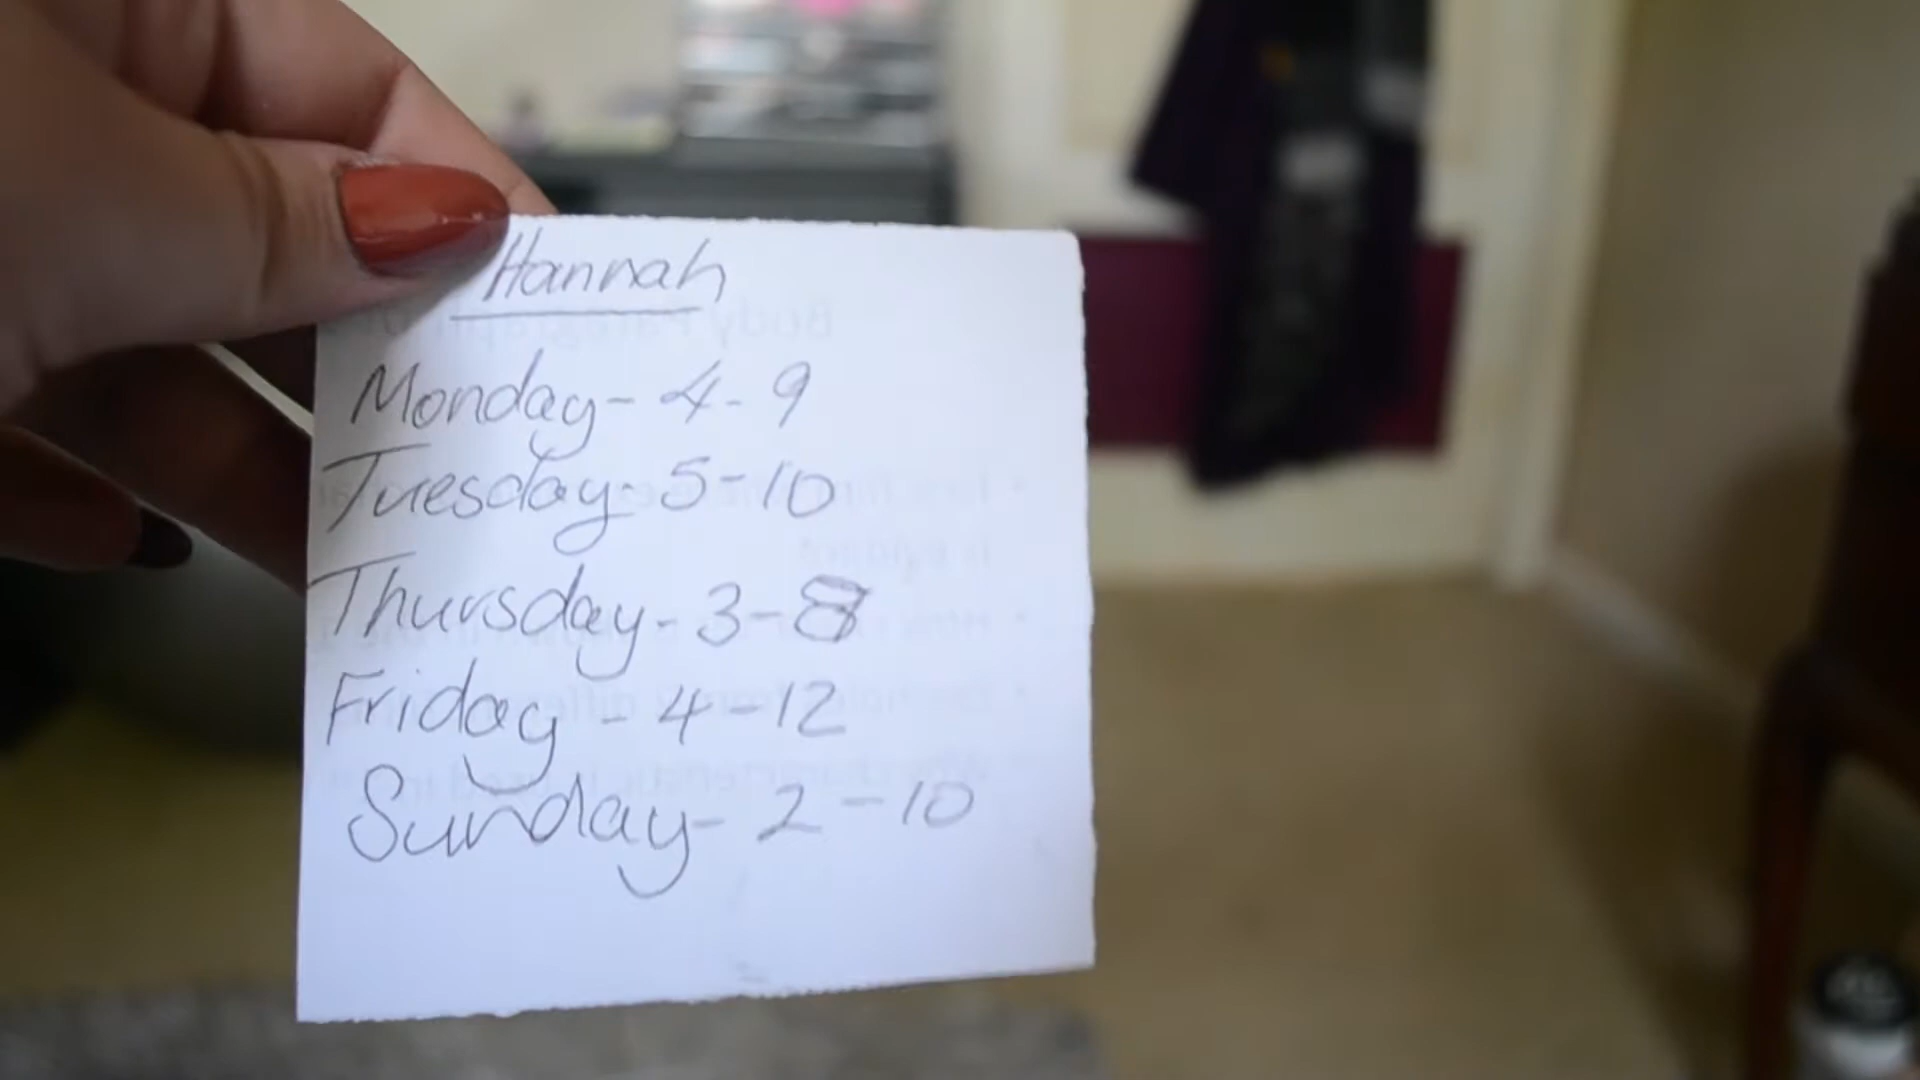 Hannah
Monday- 4-9
Tuesday- 5-10
Thursday- 3-8
Friday - 4-12
Sunday- 2-10